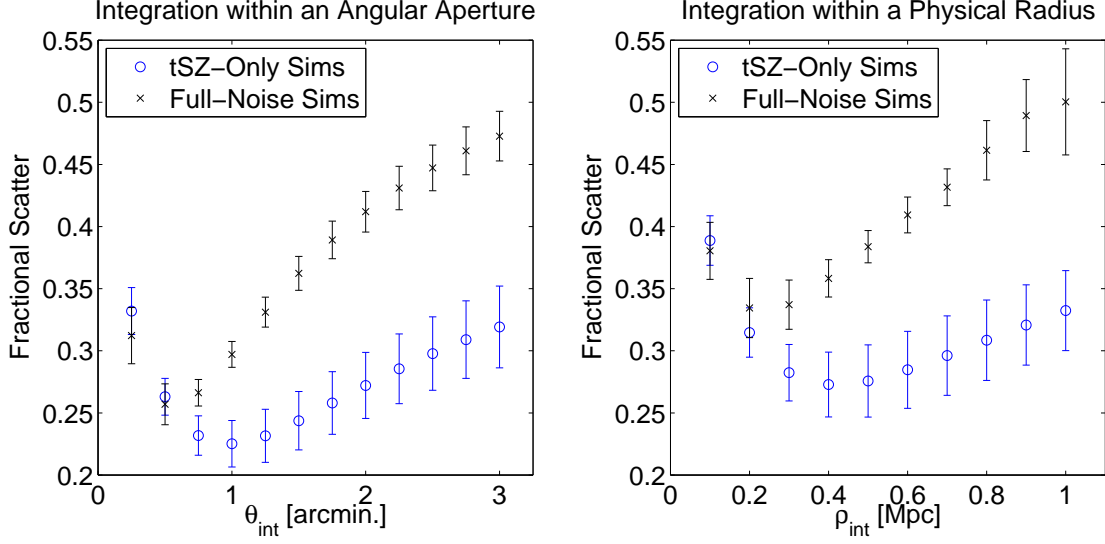 Integration within an Angular Aperture
0.55
0.5
0.45
0.4
0.35
0.3
0.25
0.2
Fractional Scatter
tSZ−Only Sims
Full−Noise Sims
0 1 2 3
θint [arcmin.]
Integration within a Physical Radius
0.55
0.5
0.45
0.4
0.35
0.3
0.25
0.2
Fractional Scatter
tSZ−Only Sims
Full−Noise Sims
0 0.2 0.4 0.6 0.8 1
ρint [Mpc]